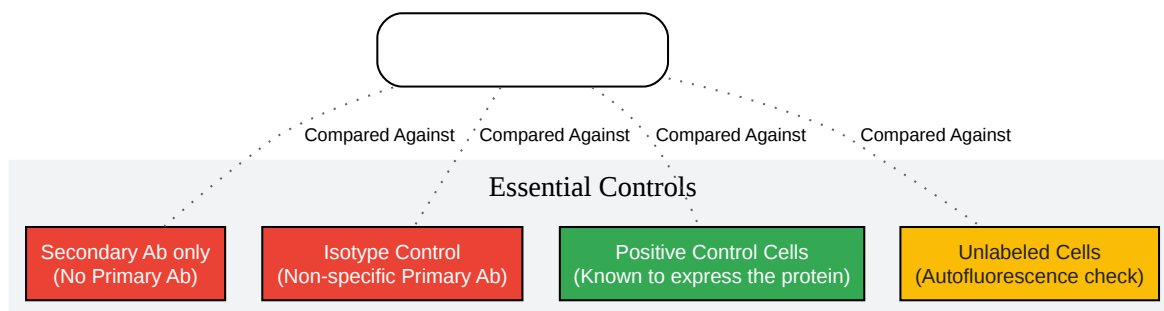 Compared Against Compared Against Compared Against Compared Against
Essential Controls
Secondary Ab only
(No Primary Ab)
Isotype Control
(Non-specific Primary Ab)
Positive Control Cells
(Known to express the protein)
Unlabeled Cells
(Autofluorescence check)